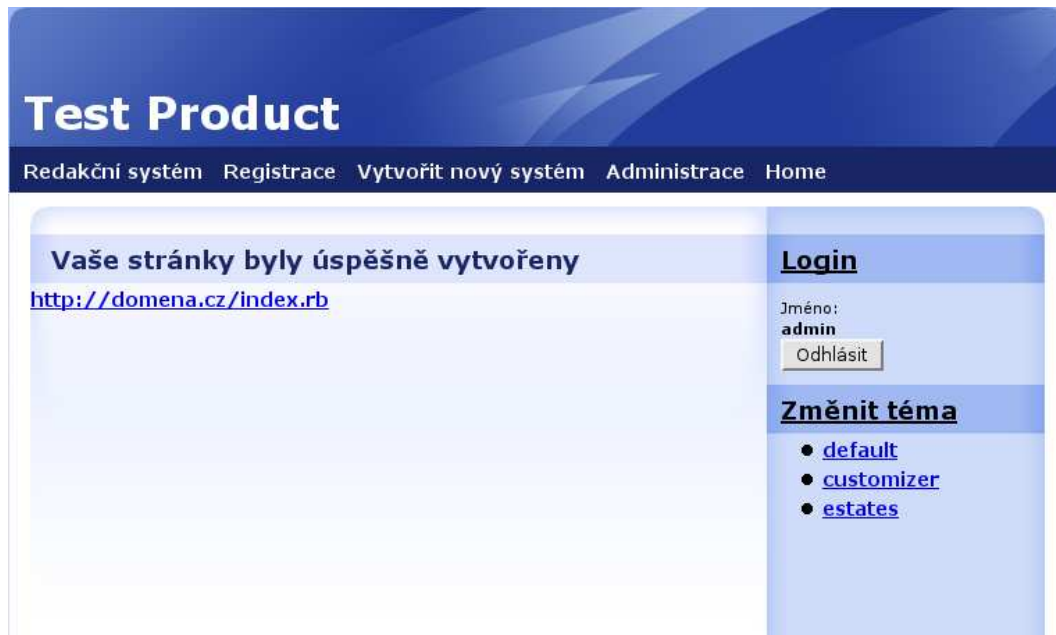 Test Product
Redakční systém Registrace Vytvořit nový systém Administrace Home
Vaše stránky byly úspěšně vytvořeny
http://domena.cz/index.rb
Login
Jméno:
admin
Odhlásit
Změnit téma
default
customizer
estates